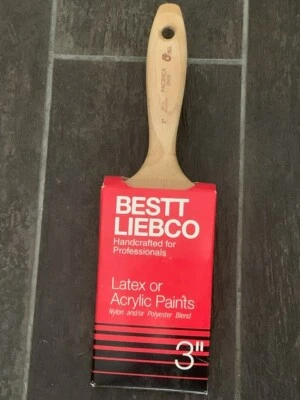 BESTT
LIEBCO
Handcrafted for
Professionals
Latex or
Acrylic Paints
Nylon and/or Polyester Blend
3"